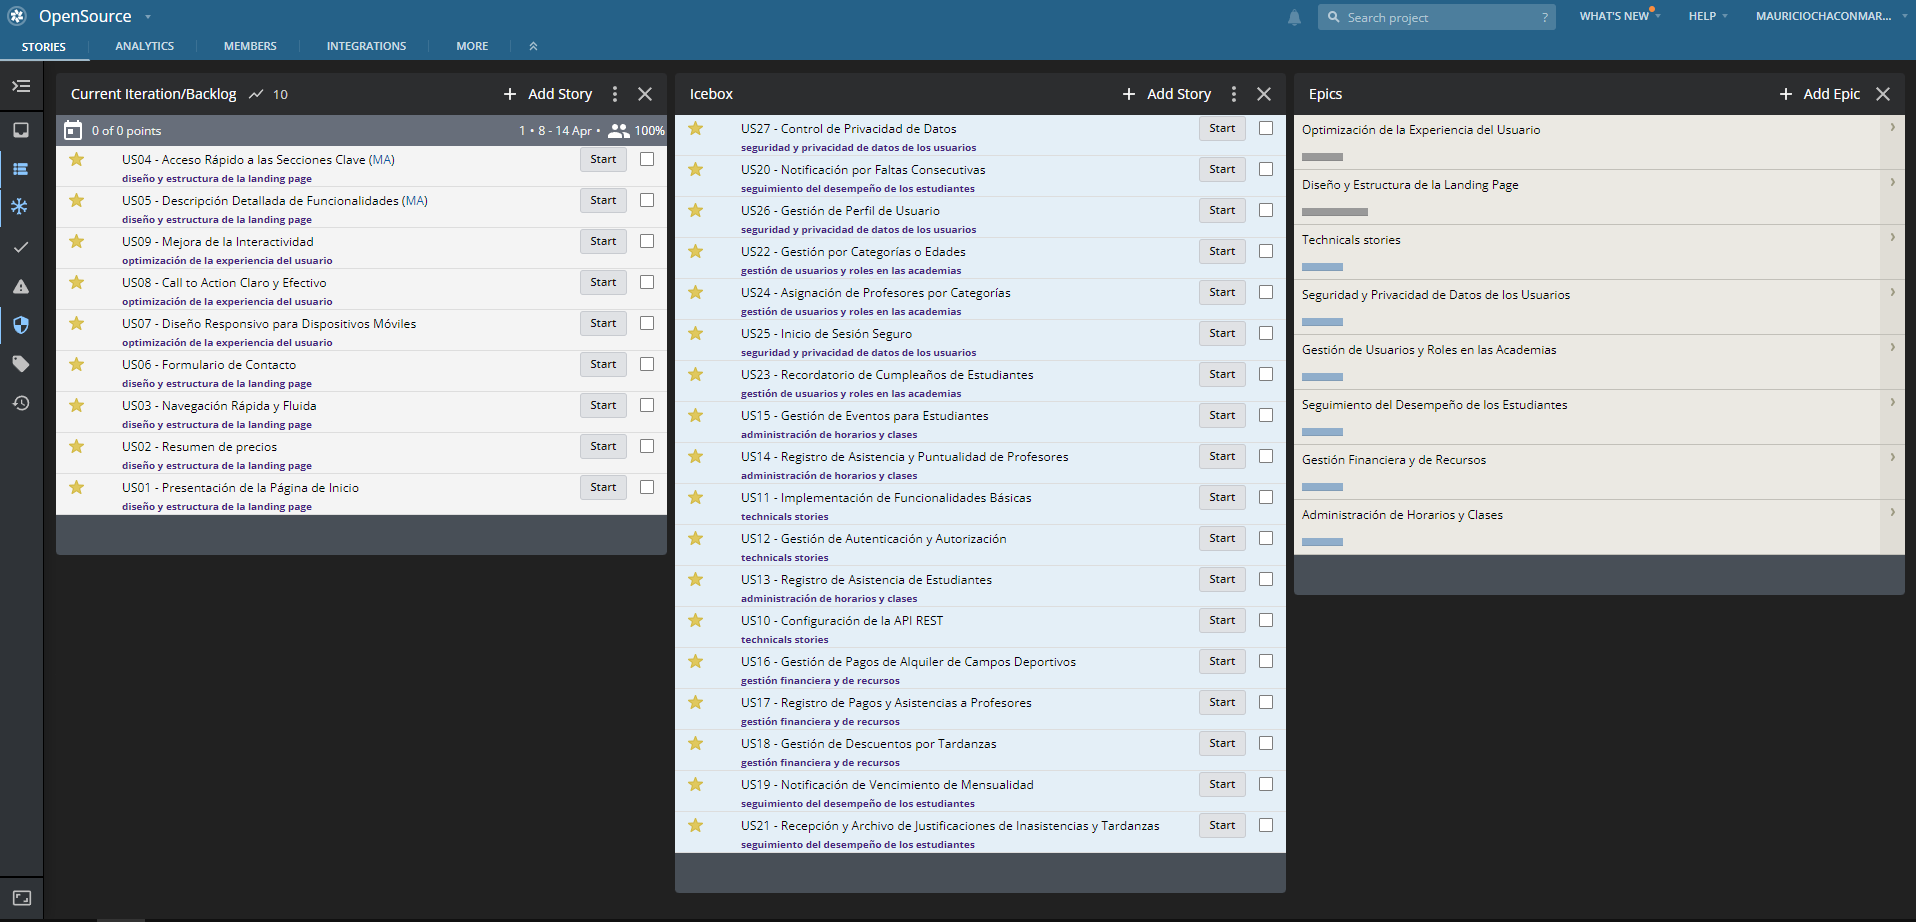 OpenSource
Search project ?
WHAT'S NEW
HELP
MAURICIOCHACONMAR...
STORIES
ANALYTICS
MEMBERS
INTEGRATIONS
MORE
Current Iteration/Backlog 10
+ Add Story
0 of 0 points
1 • 8 - 14 Apr • 100%
US04 - Acceso Rápido a las Secciones Clave (MA)
Start
diseño y estructura de la landing page
US05 - Descripción Detallada de Funcionalidades (MA)
Start
diseño y estructura de la landing page
US09 - Mejora de la Interactividad
Start
optimización de la experiencia del usuario
US08 - Call to Action Claro y Efectivo
Start
optimización de la experiencia del usuario
US07 - Diseño Responsivo para Dispositivos Móviles
Start
optimización de la experiencia del usuario
US06 - Formulario de Contacto
Start
diseño y estructura de la landing page
US03 - Navegación Rápida y Fluida
Start
diseño y estructura de la landing page
US02 - Resumen de precios
Start
diseño y estructura de la landing page
US01 - Presentación de la Página de Inicio
Start
diseño y estructura de la landing page
Icebox
+ Add Story
US27 - Control de Privacidad de Datos
Start
seguridad y privacidad de datos de los usuarios
US20 - Notificación por Faltas Consecutivas
Start
seguimiento del desempeño de los estudiantes
US26 - Gestión de Perfil de Usuario
Start
seguridad y privacidad de datos de los usuarios
US22 - Gestión por Categorías o Edades
Start
gestión de usuarios y roles en las academias
US24 - Asignación de Profesores por Categorías
Start
gestión de usuarios y roles en las academias
US25 - Inicio de Sesión Seguro
Start
seguridad y privacidad de datos de los usuarios
US23 - Recordatorio de Cumpleaños de Estudiantes
Start
gestión de usuarios y roles en las academias
US15 - Gestión de Eventos para Estudiantes
Start
administración de horarios y clases
US14 - Registro de Asistencia y Puntualidad de Profesores
Start
administración de horarios y clases
US11 - Implementación de Funcionalidades Básicas
Start
technicals stories
US12 - Gestión de Autenticación y Autorización
Start
technicals stories
US13 - Registro de Asistencia de Estudiantes
Start
administración de horarios y clases
US10 - Configuración de la API REST
Start
technicals stories
US16 - Gestión de Pagos de Alquiler de Campos Deportivos
Start
gestión financiera y de recursos
US17 - Registro de Pagos y Asistencias a Profesores
Start
gestión financiera y de recursos
US18 - Gestión de Descuentos por Tardanzas
Start
gestión financiera y de recursos
US19 - Notificación de Vencimiento de Mensualidad
Start
seguimiento del desempeño de los estudiantes
US21 - Recepción y Archivo de Justificaciones de Inasistencias y Tardanzas
Start
seguimiento del desempeño de los estudiantes
Epics
+ Add Epic
Optimización de la Experiencia del Usuario
Diseño y Estructura de la Landing Page
Technicals stories
Seguridad y Privacidad de Datos de los Usuarios
Gestión de Usuarios y Roles en las Academias
Seguimiento del Desempeño de los Estudiantes
Gestión Financiera y de Recursos
Administración de Horarios y Clases